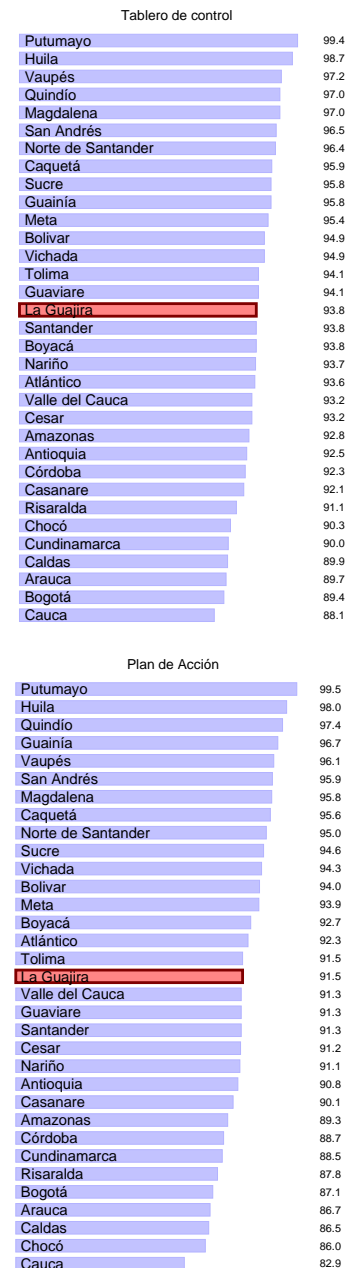 Tablero de control
Putumayo 99.4
Huila 98.7
Vaupés 97.2
Quindío 97.0
Magdalena 97.0
San Andrés 96.5
Norte de Santander 96.4
Caquetá 95.9
Sucre 95.8
Guainía 95.8
Meta 95.4
Bolivar 94.9
Vichada 94.9
Tolima 94.1
Guaviare 94.1
La Guajira 93.8
Santander 93.8
Boyacá 93.8
Nariño 93.7
Atlántico 93.6
Valle del Cauca 93.2
Cesar 93.2
Amazonas 92.8
Antioquia 92.5
Córdoba 92.3
Casanare 92.1
Risaralda 91.1
Chocó 90.3
Cundinamarca 90.0
Caldas 89.9
Arauca 89.7
Bogotá 89.4
Cauca 88.1
Plan de Acción
Putumayo 99.5
Huila 98.0
Quindío 97.4
Guainía 96.7
Vaupés 96.1
San Andrés 95.9
Magdalena 95.8
Caquetá 95.6
Norte de Santander 95.0
Sucre 94.6
Vichada 94.3
Bolivar 94.0
Meta 93.9
Boyacá 92.7
Atlántico 92.3
Tolima 91.5
La Guajira 91.5
Valle del Cauca 91.3
Guaviare 91.3
Santander 91.3
Cesar 91.2
Nariño 91.1
Antioquia 90.8
Casanare 90.1
Amazonas 89.3
Córdoba 88.7
Cundinamarca 88.5
Risaralda 87.8
Bogotá 87.1
Arauca 86.7
Caldas 86.5
Chocó 86.0
Cauca 82.9